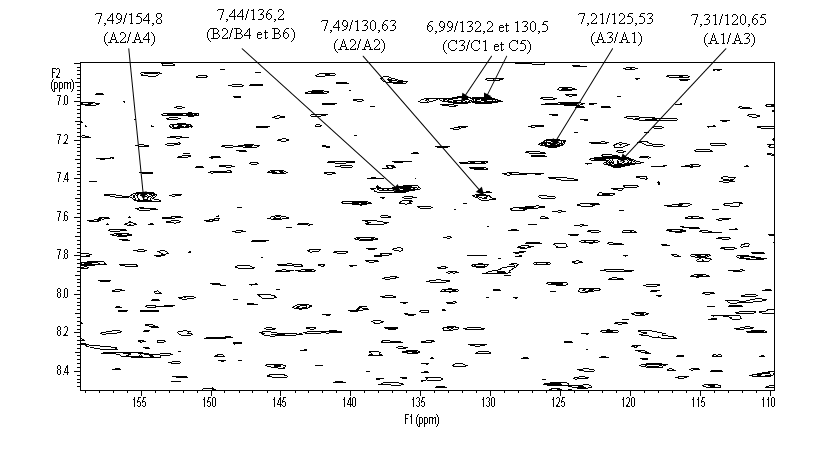 7,49/154,8
(A2/A4)
7,44/136,2
(B2/B4 et B6)
7,49/130,63
(A2/A2)
6,99/132,2 et 130,5
(C3/C1 et C5)
7,21/125,53
(A3/A1)
7,31/120,65
(A1/A3)
F2
(ppm)
7.0
7.2
7.4
7.6
7.8
8.0
8.2
8.4
155
150
145
140
135
130
125
120
115
110
F1 (ppm)